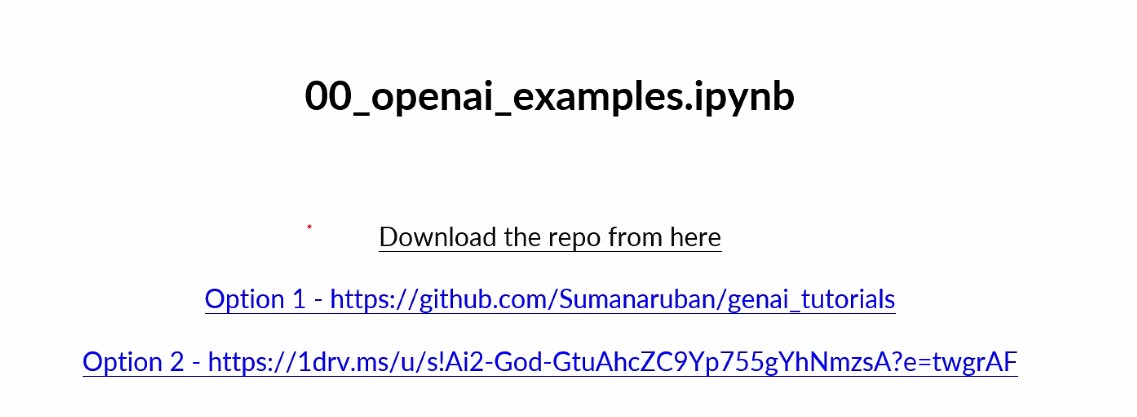 00_openai_examples.ipynb
Download the repo from here
Option 1 - https://github.com/Sumanaruban/genai_tutorials
Option 2 - https://1drv.ms/u/s!Ai2-God-GtuAhcZC9Yp755gYhNmzsA?e=twgrAF